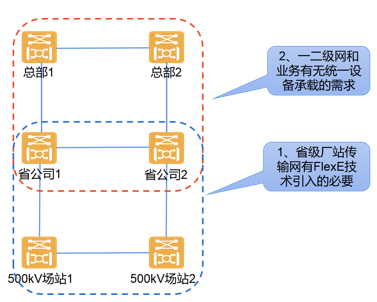 总部1
总部2
2、一二级网和
业务有无统一设
备承载的需求
省公司1
省公司2
1、省级厂站传
输网有FlexE技
术引入的必要
500kV场站1
500kV场站2